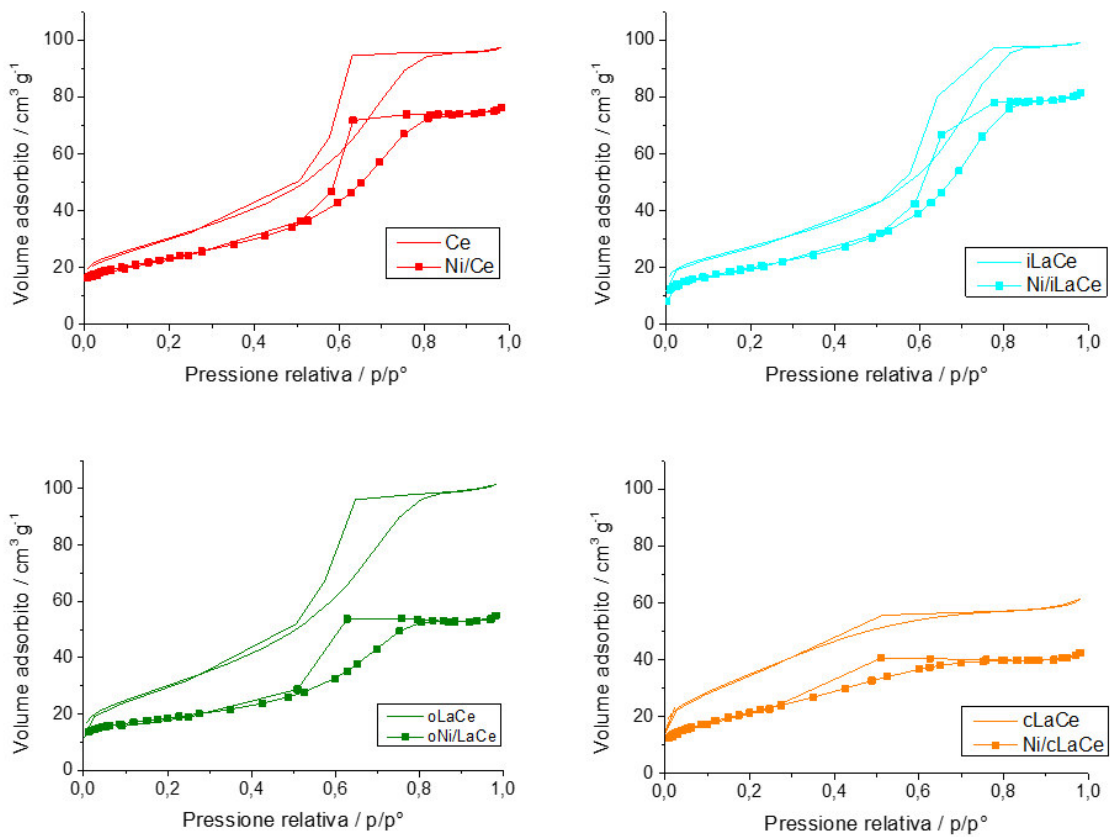 Volume adsorbito / cm³ g⁻¹
100
80
60
40
20
0
Ce
Ni/Ce
0,0 0,2 0,4 0,6 0,8 1,0
Pressione relativa / p/p°
Volume adsorbito / cm³ g⁻¹
100
80
60
40
20
0
iLaCe
Ni/iLaCe
0,0 0,2 0,4 0,6 0,8 1,0
Pressione relativa / p/p°
Volume adsorbito / cm³ g⁻¹
100
80
60
40
20
0
oLaCe
oNi/LaCe
0,0 0,2 0,4 0,6 0,8 1,0
Pressione relativa / p/p°
Volume adsorbito / cm³ g⁻¹
100
80
60
40
20
0
cLaCe
Ni/cLaCe
0,0 0,2 0,4 0,6 0,8 1,0
Pressione relativa / p/p°